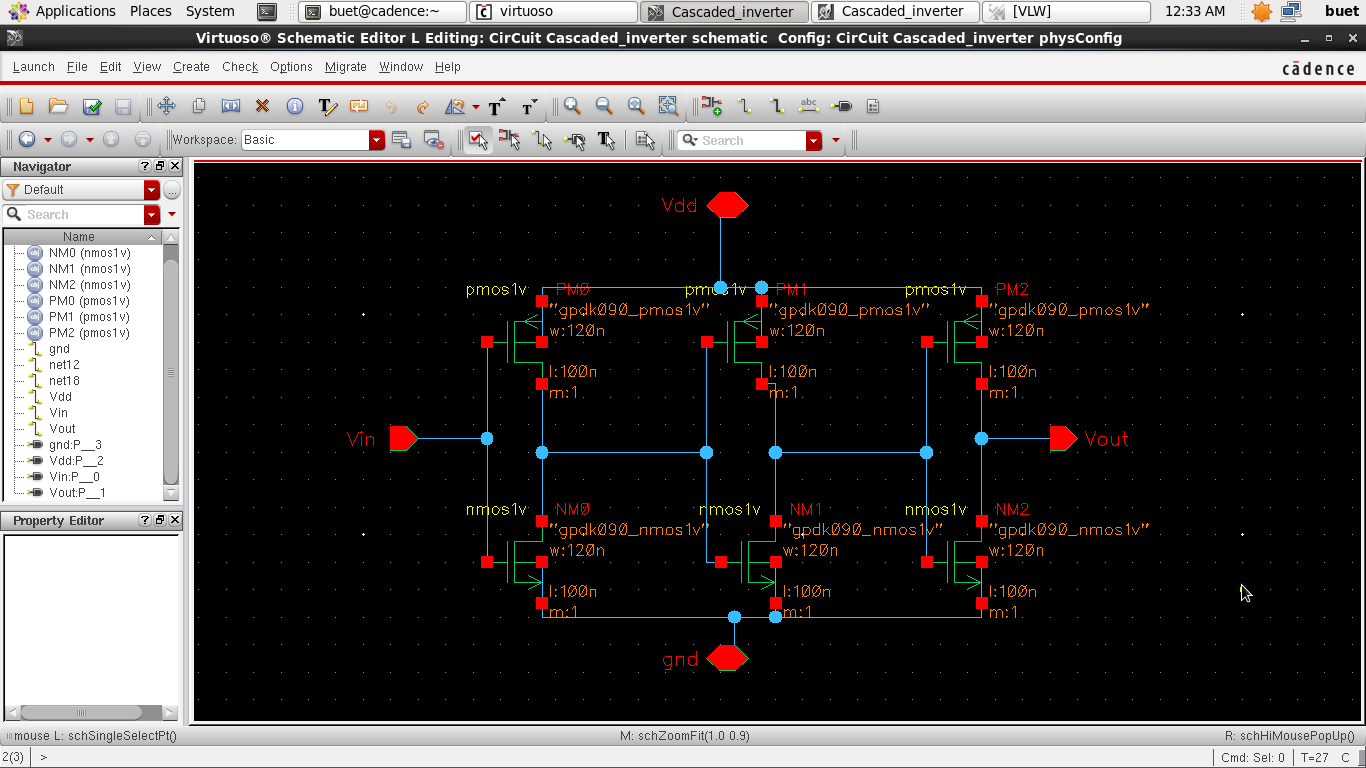 Applications Places System buet@cadence:~ virtuoso Cascaded_inverter Cascaded_inverter [VLW] 12:33 AM buet
Virtuoso® Schematic Editor L Editing: CirCuit Cascaded_inverter schematic Config: CirCuit Cascaded_inverter physConfig
Launch File Edit View Create Check Options Migrate Window Help cādence
abc
Workspace: Basic Search
Navigator
Default
Search
Name
NM0 (nmos1v)
NM1 (nmos1v)
NM2 (nmos1v)
PM0 (pmos1v)
PM1 (pmos1v)
PM2 (pmos1v)
gnd
net12
net18
Vdd
Vin
Vout
gnd:P__3
Vdd:P__2
Vin:P__0
Vout:P__1
Property Editor
Vdd
pmos1v PM0 pmos1v PM1 pmos1v PM2
"gpdk090_pmos1v" "gpdk090_pmos1v" "gpdk090_pmos1v"
w:120n w:120n w:120n
l:100n l:100n l:100n
m:1 m:1 m:1
Vin Vout
nmos1v NM0 nmos1v NM1 nmos1v NM2
"gpdk090_nmos1v" "gpdk090_nmos1v" "gpdk090_nmos1v"
w:120n w:120n w:120n
l:100n l:100n l:100n
m:1 m:1 m:1
gnd
mouse L: schSingleSelectPt() M: schZoomFit(1.0 0.9) R: schHiMousePopUp()
2(3) > Cmd: Sel: 0 T=27 C